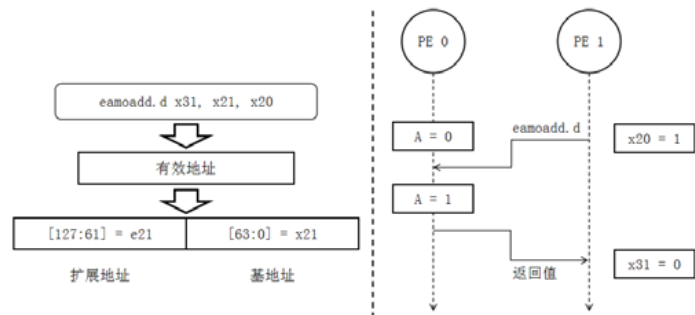 eamoadd.d x31, x21, x20
有效地址
[127:61] = e21
[63:0] = x21
扩展地址
基地址
PE 0
PE 1
A = 0
eamoadd.d
x20 = 1
A = 1
返回值
x31 = 0